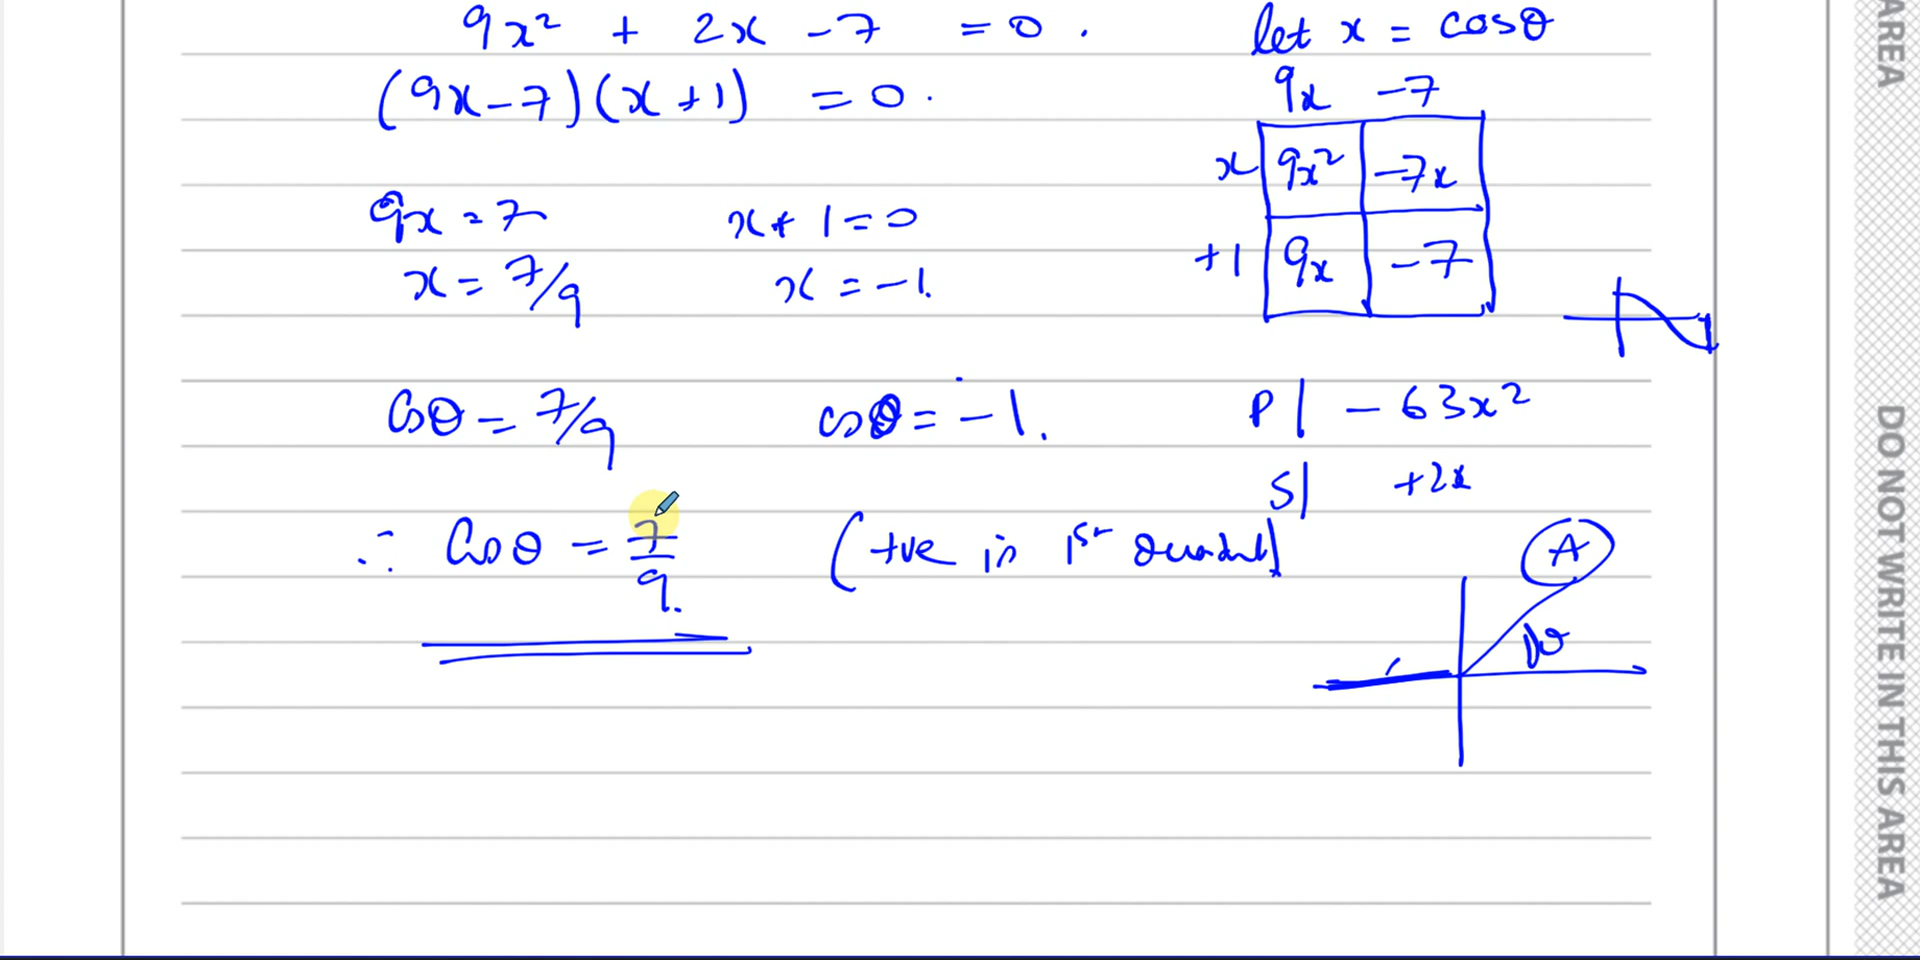 9x² + 2x - 7 = 0. let x = cosθ
(9x-7)(x+1) = 0.
9x -7
x 9x² -7x
+1 9x -7
9x = 7 x + 1 = 0
x = 7/9 x = -1.
Cosθ = 7/9 cosθ = -1.
P| - 63x²
S| +2x
∴ Cosθ = 7/9. (+ve in 1st Quadrant)
A
θ
AREA
DO NOT WRITE IN THIS AREA